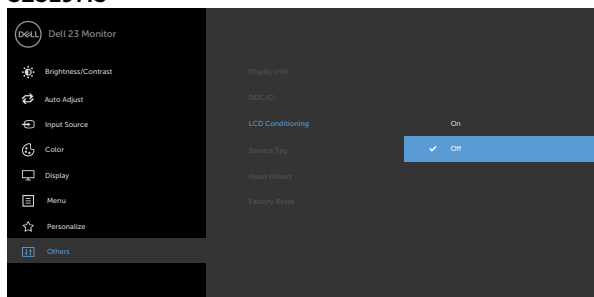 DELL Dell 23 Monitor
Brightness/Contrast Display Info
Auto Adjust DDC/CI
Input Source LCD Conditioning On
Color Service Tag Off
Display Reset Others
Menu Factory Reset
Personalize
Others